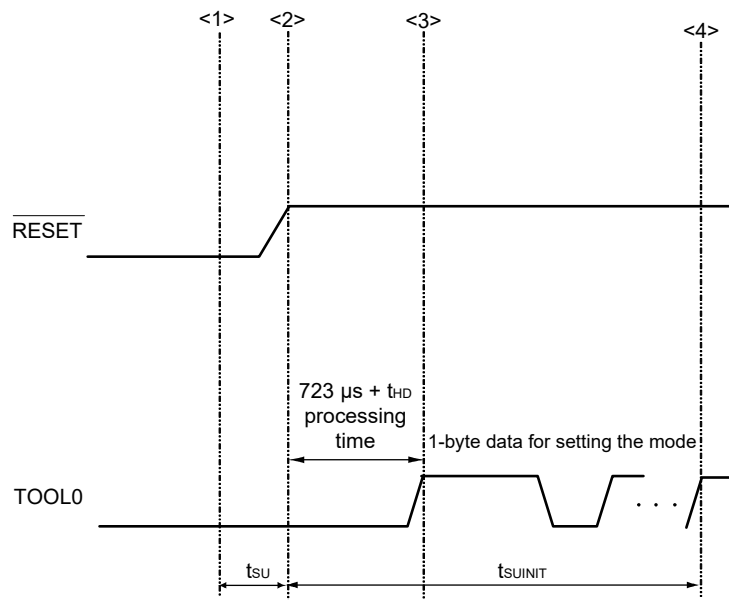 <1>
<2>
<3>
<4>
RESET
723 μs + tHD
processing
time
1-byte data for setting the mode
TOOL0
. . .
tSU
tSUINIT